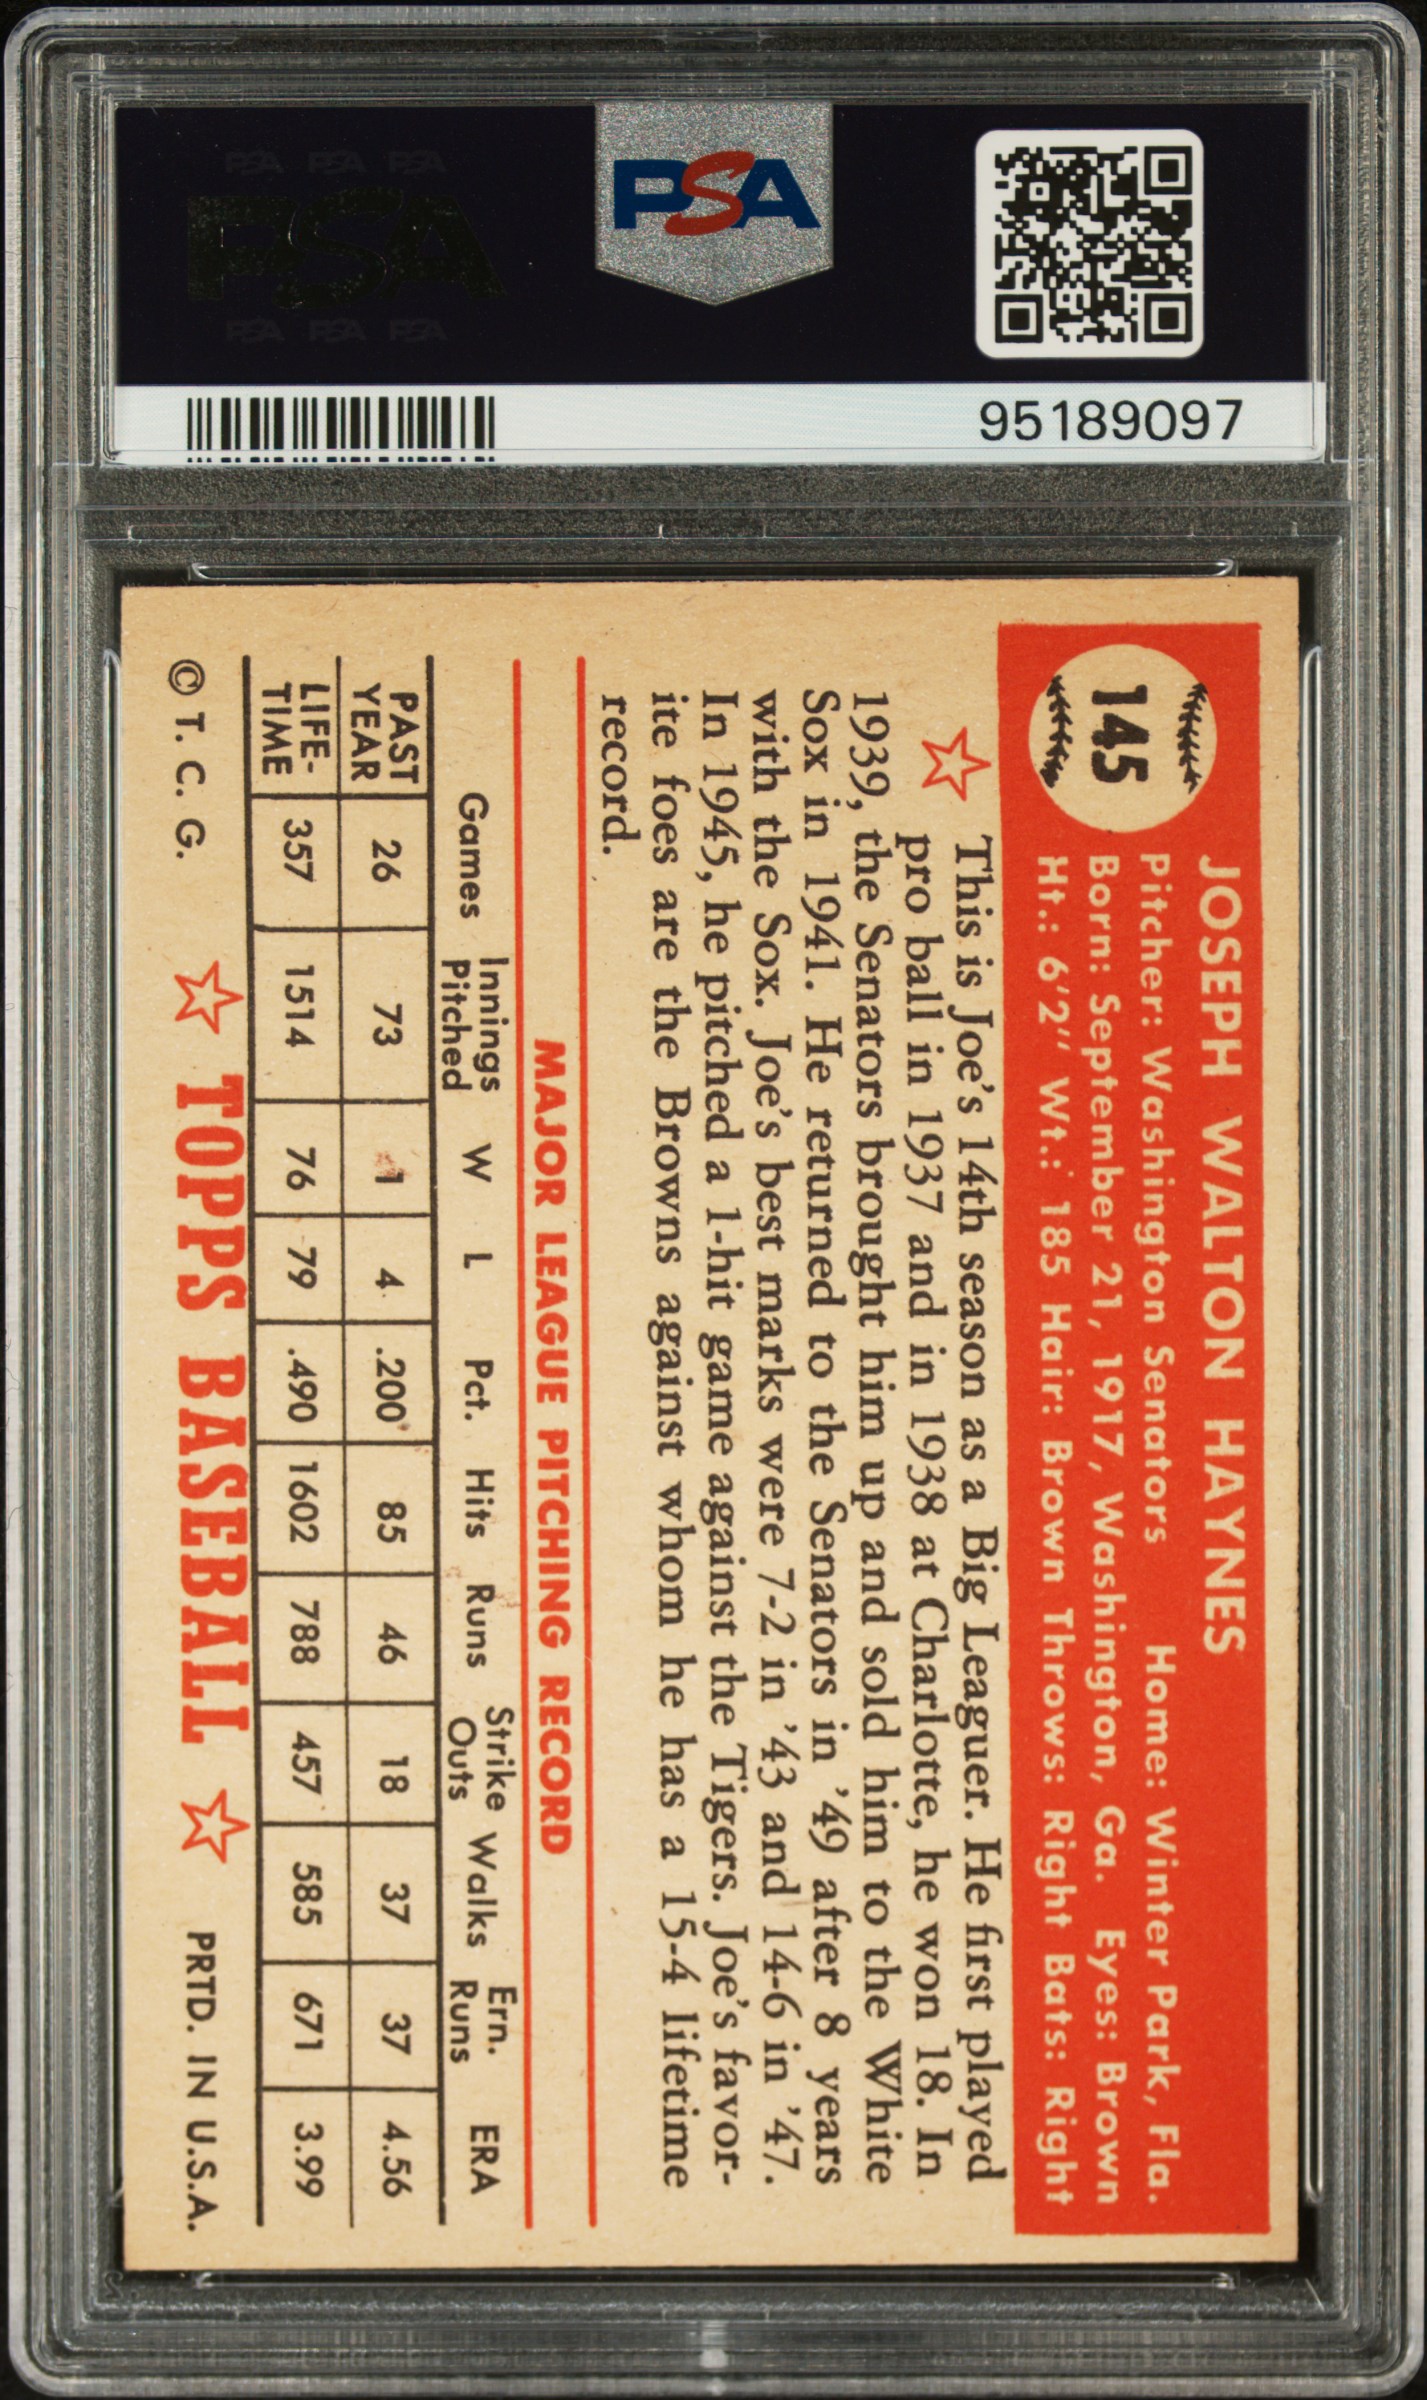 PSA PSA PSA
PSA
PSA PSA PSA
PSA
95189097
145
JOSEPH WALTON HAYNES
Pitcher: Washington Senators Home: Winter Park, Fla.
Born: September 21, 1917, Washington, Ga. Eyes: Brown
Ht.: 6'2" Wt.: 185 Hair: Brown Throws: Right Bats: Right
This is Joe's 14th season as a Big Leaguer. He first played
pro ball in 1937 and in 1938 at Charlotte, he won 18. In
1939, the Senators brought him up and sold him to the White
Sox in 1941. He returned to the Senators in '49 after 8 years
with the Sox. Joe's best marks were 7-2 in '43 and 14-6 in '47.
In 1945, he pitched a 1-hit game against the Tigers. Joe's favor-
ite foes are the Browns against whom he has a 15-4 lifetime
record.
MAJOR LEAGUE PITCHING RECORD
Games Innings Pitched W L Pct. Hits Runs Strike Outs Walks Ern. Runs ERA
PAST YEAR 26 73 1 4 .200 85 46 18 37 37 4.56
LIFE-TIME 357 1514 76 79 .490 1602 788 457 585 671 3.99
© T. C. G. TOPPS BASEBALL PRTD. IN U.S.A.